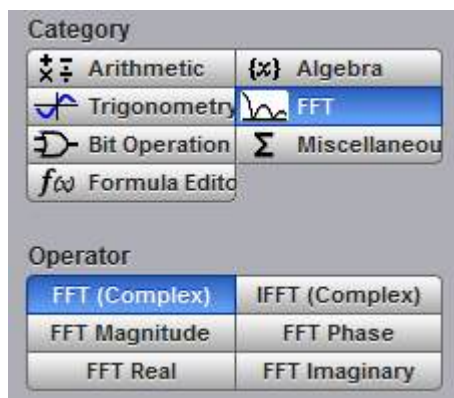 Category
Arithmetic {x} Algebra
Trigonometry FFT
Bit Operation Σ Miscellaneou
f(x) Formula Edito
Operator
FFT (Complex) IFFT (Complex)
FFT Magnitude FFT Phase
FFT Real FFT Imaginary